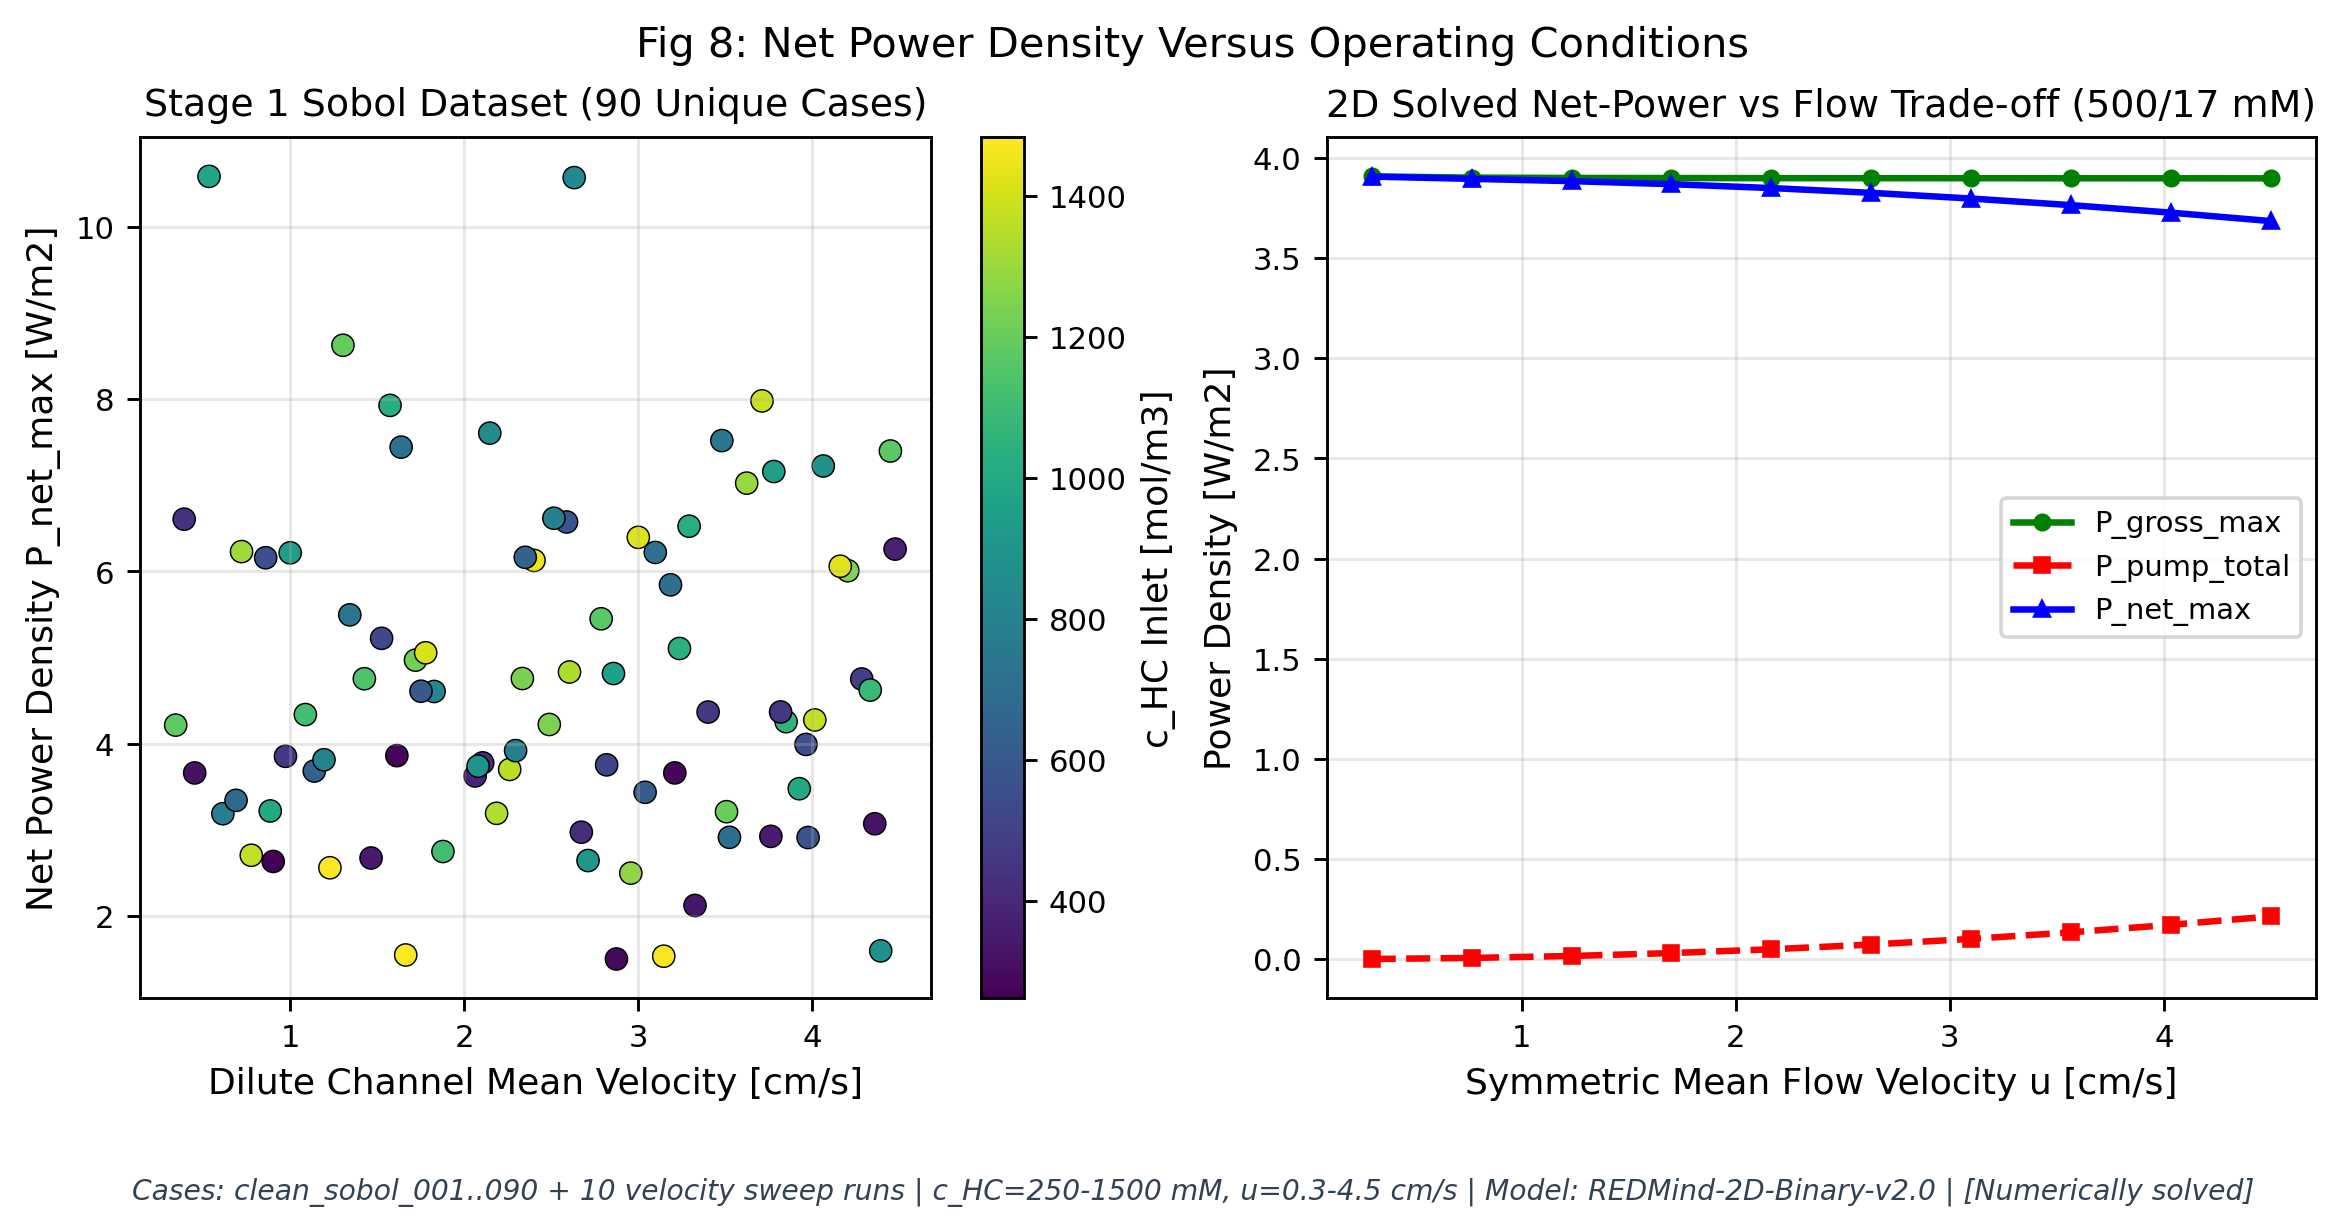 Fig 8: Net Power Density Versus Operating Conditions
Stage 1 Sobol Dataset (90 Unique Cases)
Net Power Density P_net_max [W/m2]
10
8
6
4
2
1
2
3
4
Dilute Channel Mean Velocity [cm/s]
1400
1200
1000
800
600
400
c_HC Inlet [mol/m3]
2D Solved Net-Power vs Flow Trade-off (500/17 mM)
Power Density [W/m2]
4.0
3.5
3.0
2.5
2.0
1.5
1.0
0.5
0.0
P_gross_max
P_pump_total
P_net_max
1
2
3
4
Symmetric Mean Flow Velocity u [cm/s]
Cases: clean_sobol_001..090 + 10 velocity sweep runs | c_HC=250-1500 mM, u=0.3-4.5 cm/s | Model: REDMind-2D-Binary-v2.0 | [Numerically solved]